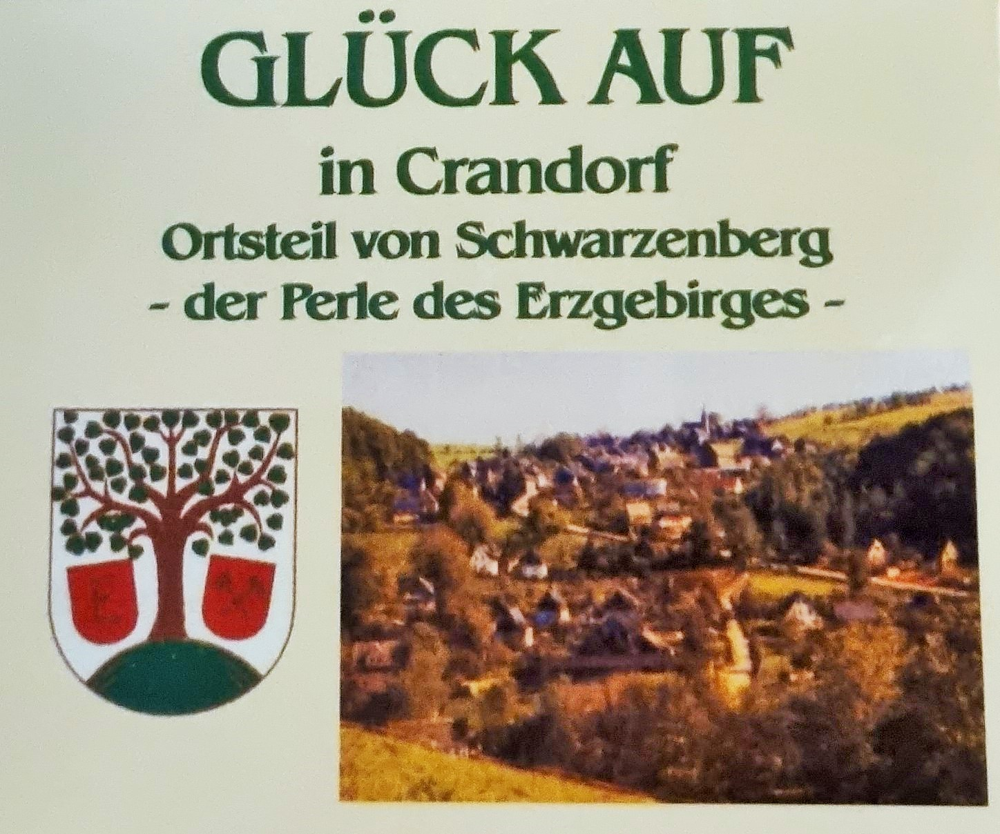 GLÜCK AUF
in Crandorf
Ortsteil von Schwarzenberg
- der Perle des Erzgebirges -